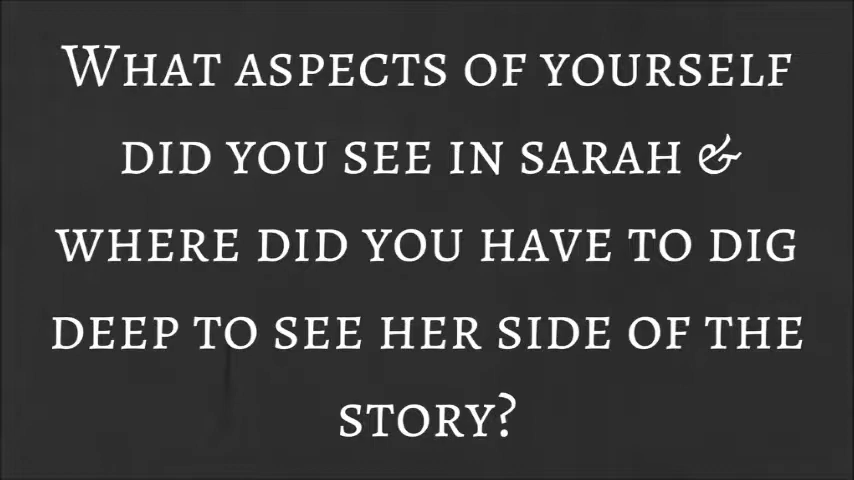 What aspects of yourself
did you see in sarah &
where did you have to dig
deep to see her side of the
story?